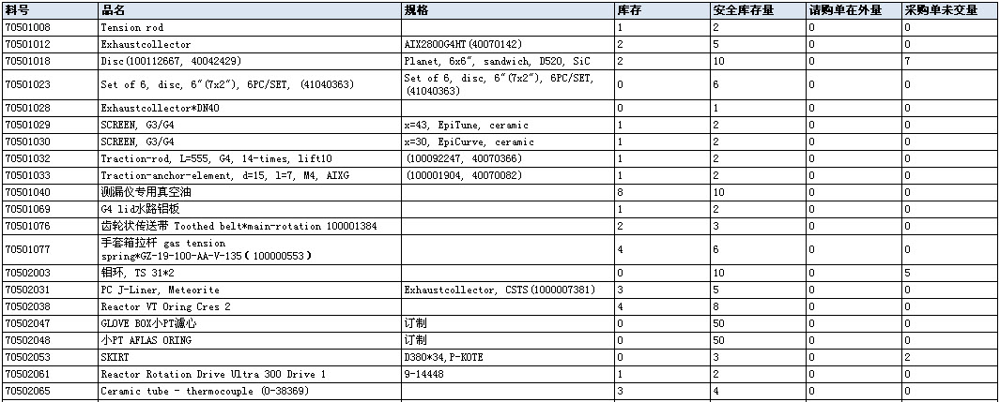 料号 品名 规格 库存 安全库存量 请购单在外量 采购单未交量
70501008 Tension rod 1 2 0 0
70501012 Exhaustcollector AIX2800G4HT(40070142) 2 5 0 0
70501018 Disc(100112667, 40042429) Planet, 6x6", sandwich, D520, SiC 2 10 0 7
70501023 Set of 6, disc, 6"(7x2"), 6PC/SET, (41040363) Set of 6, disc, 6"(7x2"), 6PC/SET,
(41040363) 0 6 0 0
70501028 Exhaustcollector*DN40 0 1 0 0
70501029 SCREEN, G3/G4 x=43, EpiTune, ceramic 1 2 0 0
70501030 SCREEN, G3/G4 x=30, EpiCurve, ceramic 1 2 0 0
70501032 Traction-rod, L=555, G4, 14-times, lift10 (100092247, 40070366) 1 2 0 0
70501033 Traction-anchor-element, d=15, l=7, M4, AIXG (100001904, 40070082) 1 2 0 0
70501040 测漏仪专用真空油 8 10 0 0
70501069 G4 lid水路铝板 1 2 0 0
70501076 齿轮状传送带 Toothed belt*main-rotation 100001384 2 3 0 0
70501077 手套箱拉杆 gas tension
spring*GZ-19-100-AA-V-135(100000553) 4 6 0 0
70502003 钼环, TS 31*2 0 10 0 5
70502031 PC J-Liner, Meteorite Exhaustcollector, CSTS(1000007381) 3 5 0 0
70502038 Reactor VT Oring Cres 2 4 8 0 0
70502047 GLOVE BOX小PT濾心 订制 0 50 0 0
70502048 小PT AFLAS ORING 订制 0 50 0 0
70502053 SKIRT D380*34,P-KOTE 0 3 0 2
70502061 Reactor Rotation Drive Ultra 300 Drive 1 9-14448 1 2 0 0
70502065 Ceramic tube - thermocouple (0-38369) 3 4 0 0